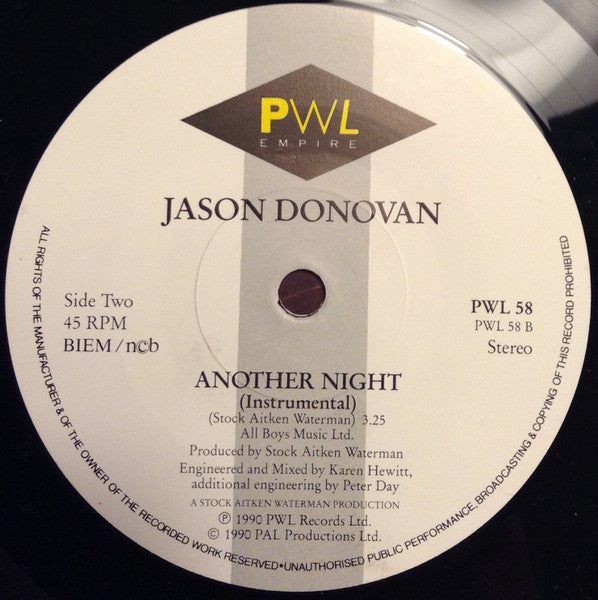 PWL
EMPIRE
JASON DONOVAN
Side Two
45 RPM
BIEM/n©b
PWL 58
PWL 58 B
Stereo
ANOTHER NIGHT
(Instrumental)
(Stock Aitken Waterman) 3.25
All Boys Music Ltd.
Produced by Stock Aitken Waterman
Engineered and Mixed by Karen Hewitt,
additional engineering by Peter Day
A STOCK AITKEN WATERMAN PRODUCTION
℗ 1990 PWL Records Ltd.
© 1990 PAL Productions Ltd.
ALL RIGHTS OF THE MANUFACTURER & OF THE OWNER OF THE RECORDED WORK RESERVED•UNAUTHORISED PUBLIC PERFORMANCE, BROADCASTING & COPYING OF THIS RECORD PROHIBITED